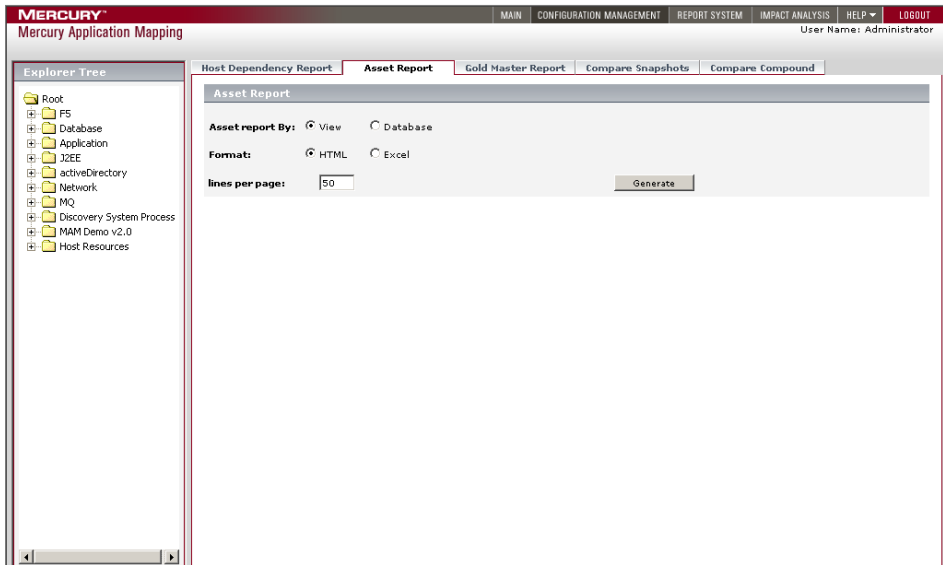 MERCURY™
MAIN CONFIGURATION MANAGEMENT REPORT SYSTEM IMPACT ANALYSIS HELP LOGOUT
Mercury Application Mapping
User Name: Administrator
Explorer Tree
Root
F5
Database
Application
J2EE
activeDirectory
Network
MQ
Discovery System Process
MAM Demo v2.0
Host Resources
Host Dependency Report Asset Report Gold Master Report Compare Snapshots Compare Compound
Asset Report
Asset report By: View Database
Format: HTML Excel
lines per page: 50 Generate